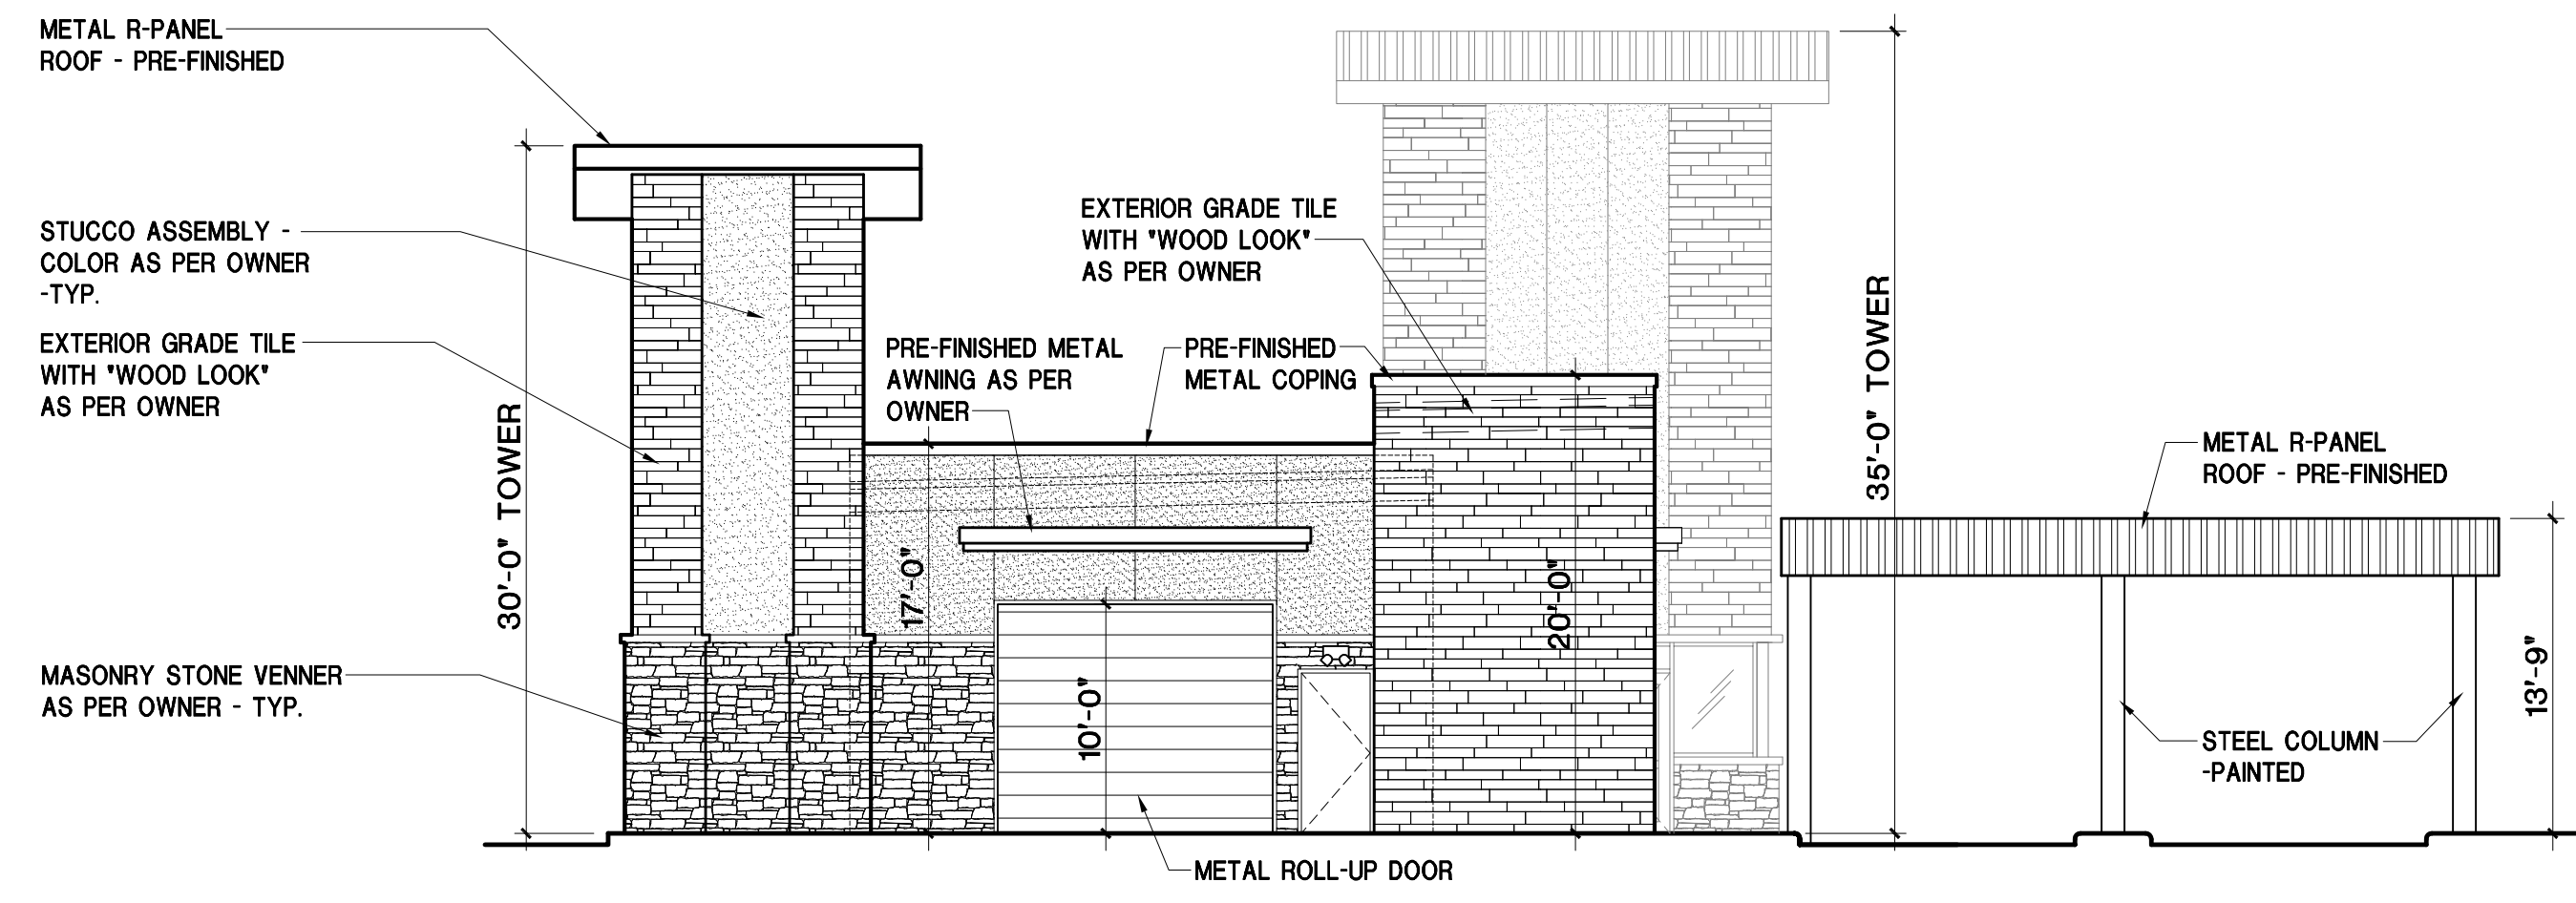 METAL R-PANEL
ROOF - PRE-FINISHED
STUCCO ASSEMBLY -
COLOR AS PER OWNER
-TYP.
EXTERIOR GRADE TILE
WITH "WOOD LOOK"
AS PER OWNER
MASONRY STONE VENNER
AS PER OWNER - TYP.
30'-0" TOWER
PRE-FINISHED METAL
AWNING AS PER
OWNER
17'-0"
10'-0"
METAL ROLL-UP DOOR
EXTERIOR GRADE TILE
WITH "WOOD LOOK"
AS PER OWNER
PRE-FINISHED
METAL COPING
20'-0"
35'-0" TOWER
METAL R-PANEL
ROOF - PRE-FINISHED
STEEL COLUMN
-PAINTED
13'-9"